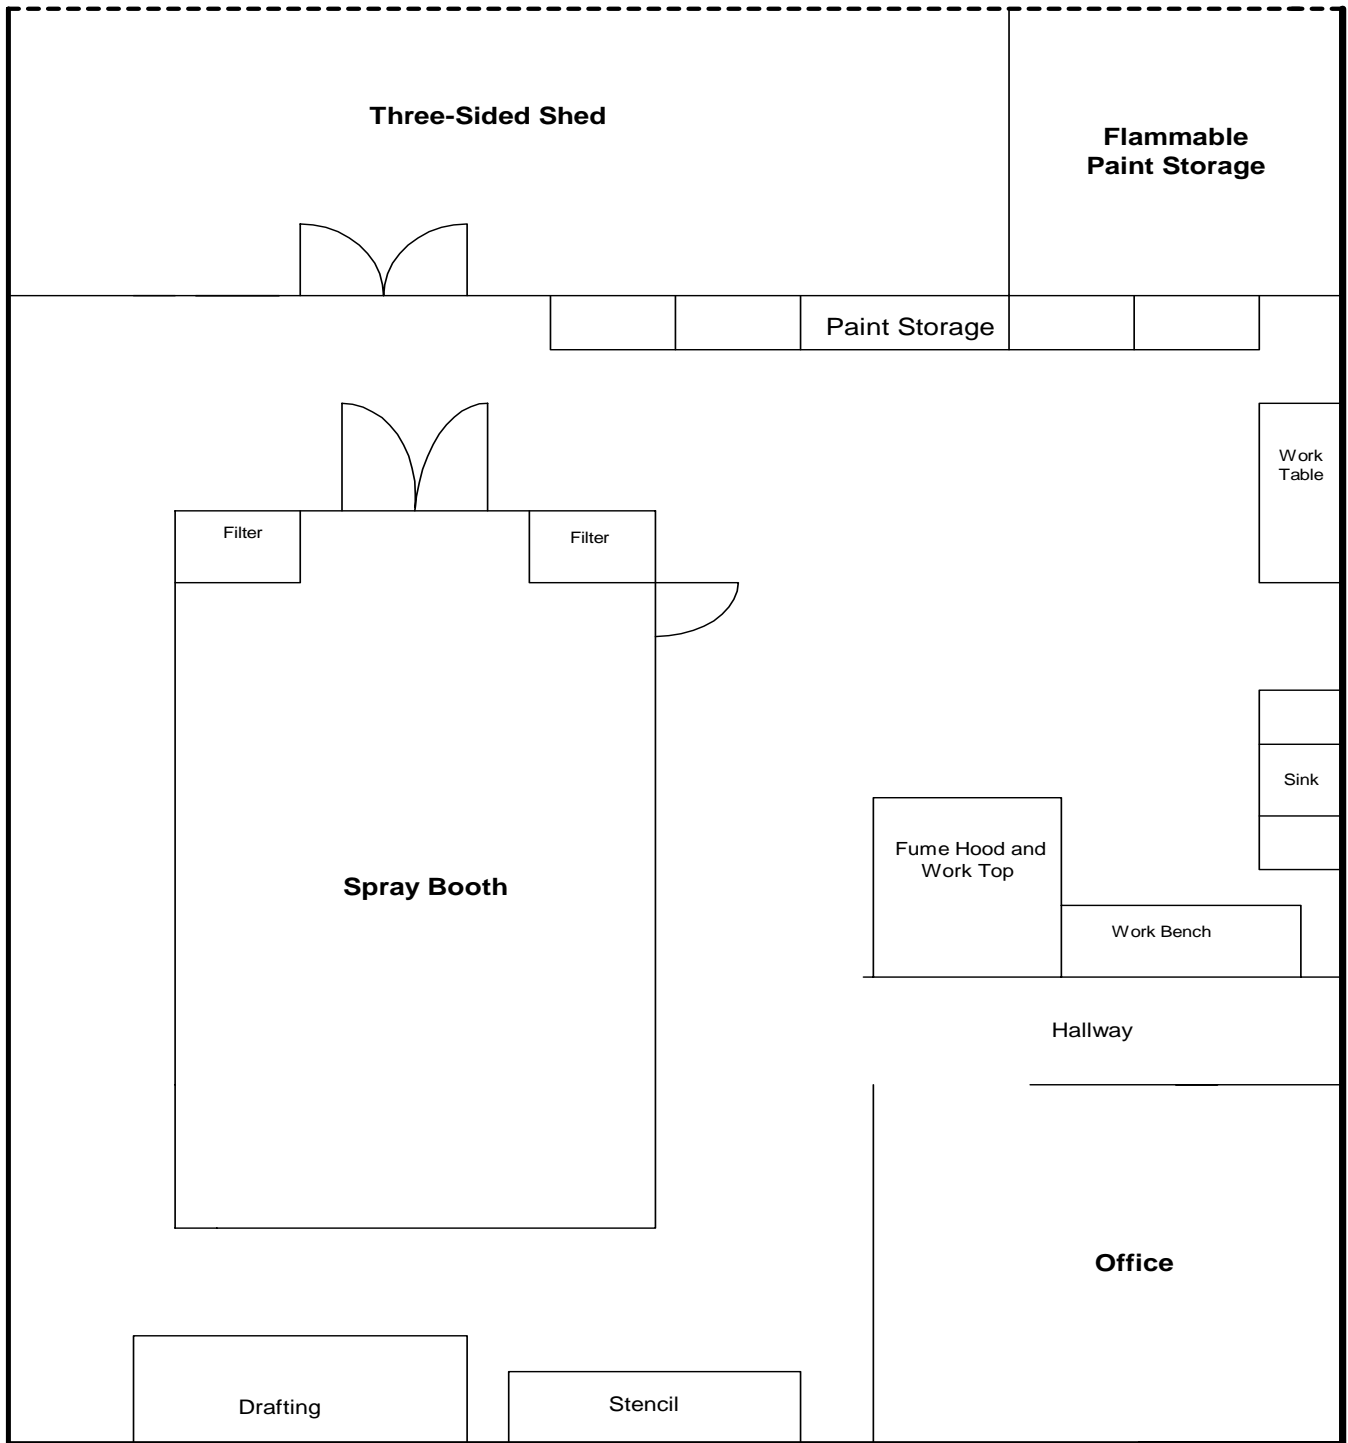 Three-Sided Shed
Flammable
Paint Storage
Paint Storage
Work
Table
Filter
Filter
Sink
Fume Hood and
Work Top
Spray Booth
Work Bench
Hallway
Office
Drafting
Stencil